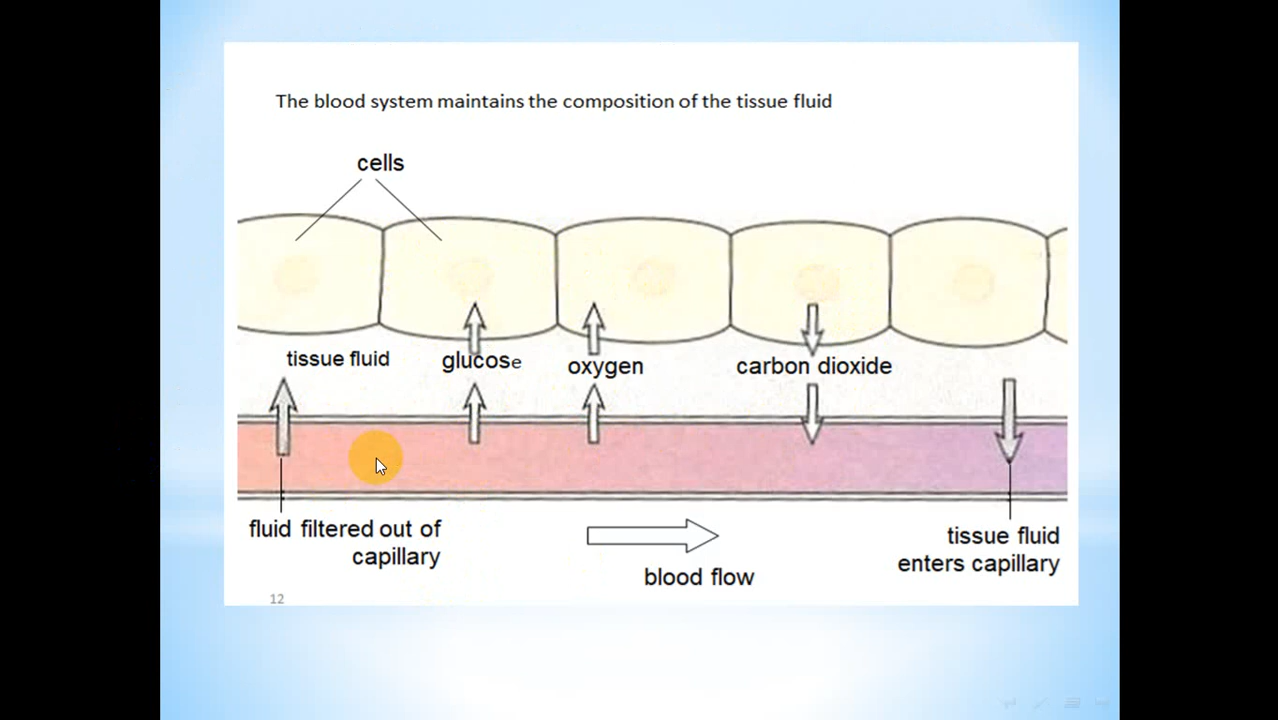 The blood system maintains the composition of the tissue fluid
cells
tissue fluid
glucose
oxygen
carbon dioxide
fluid filtered out of
capillary
blood flow
tissue fluid
enters capillary
12